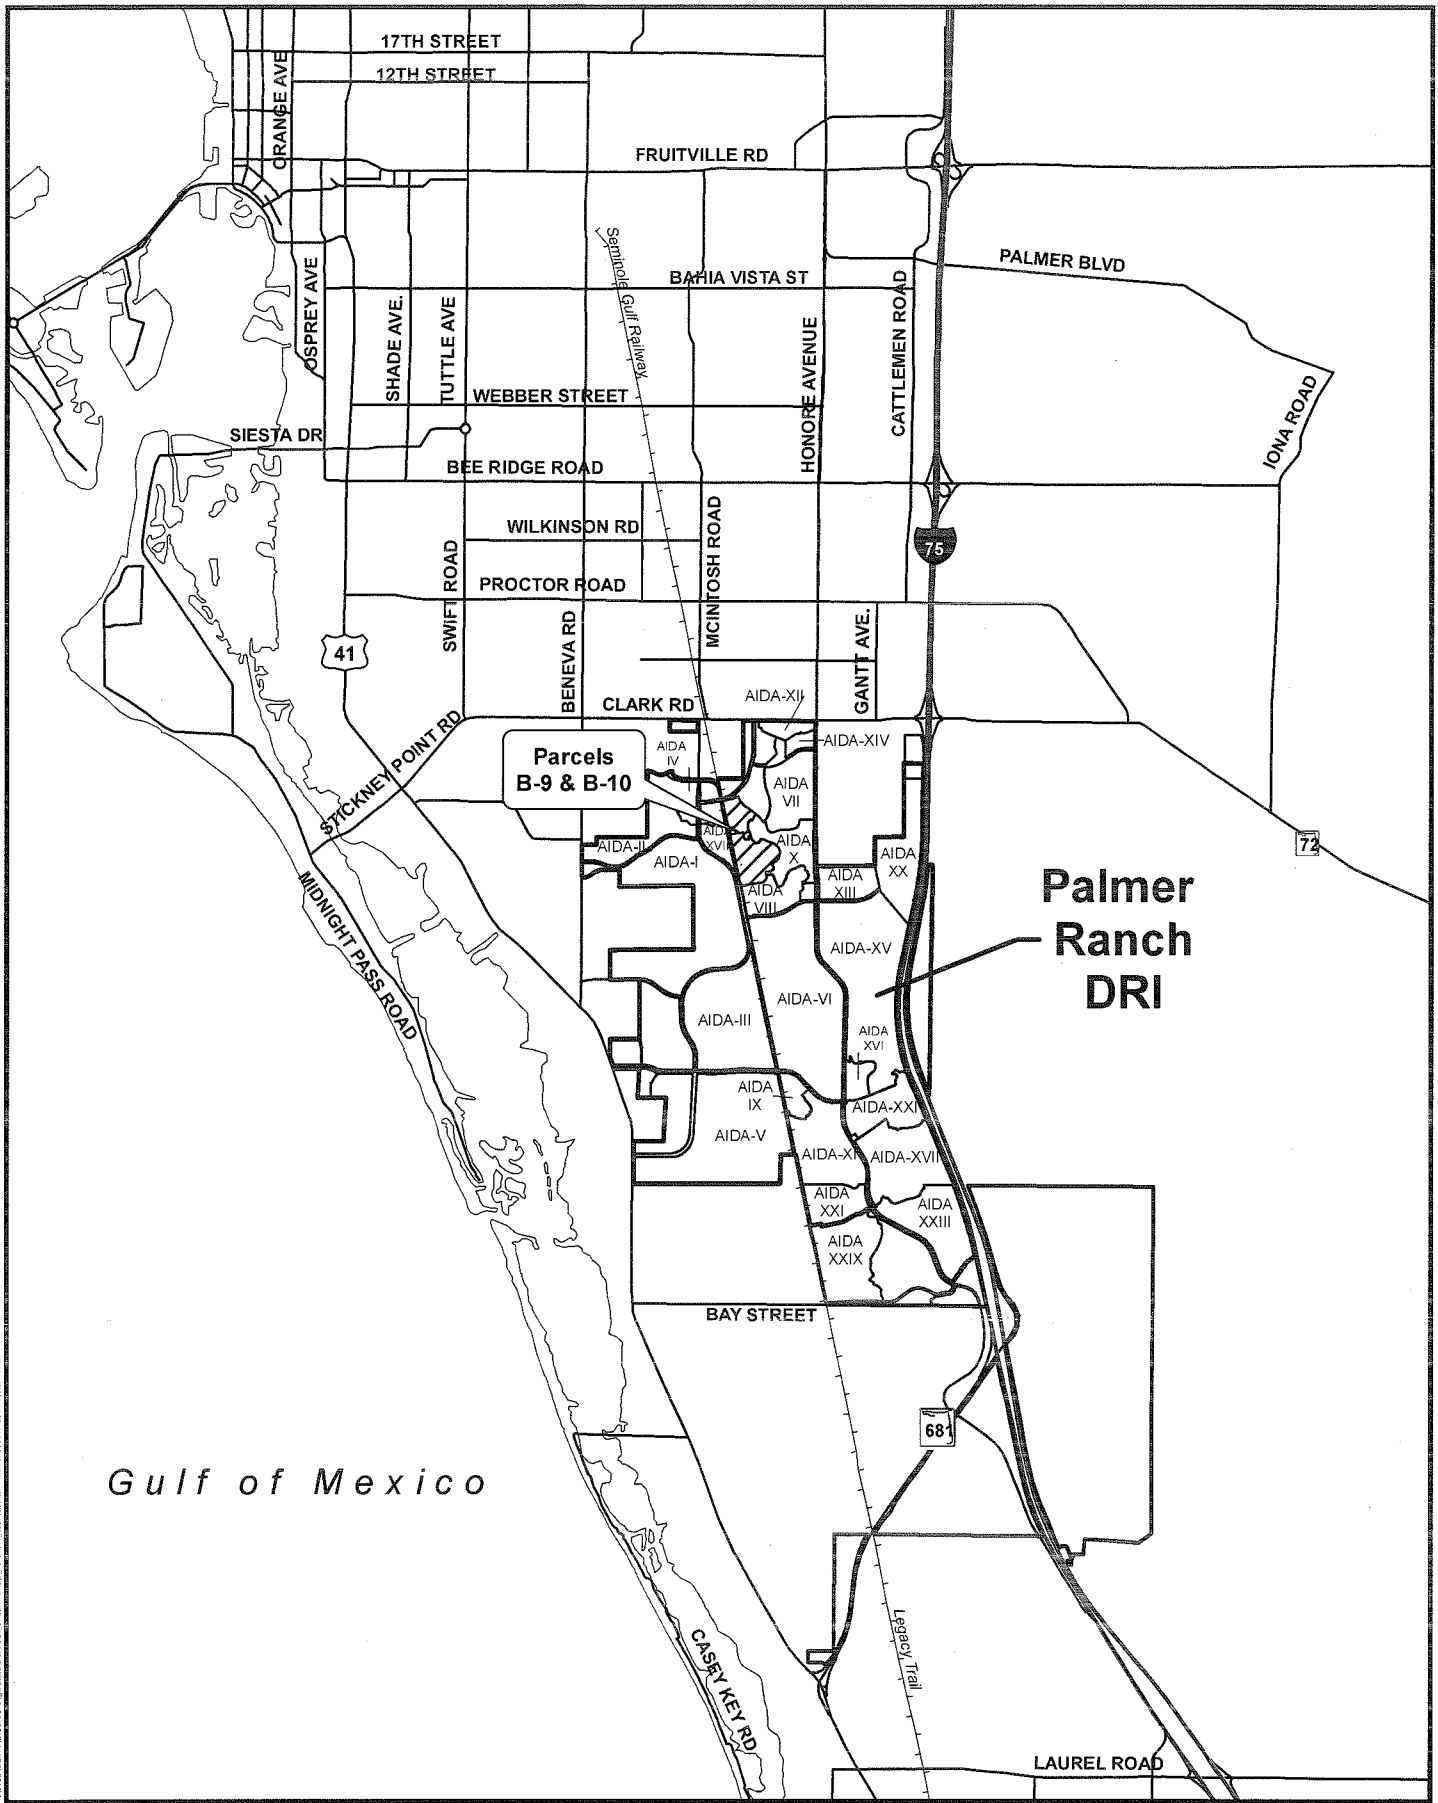 17TH STREET
12TH STREET
ORANGE AVE
FRUITVILLE RD
Seminole Gulf Railway
PALMER BLVD
BAHIA VISTA ST
OSPREY AVE
SHADE AVE.
TUTTLE AVE
HONORE AVENUE
CATTLEMEN ROAD
WEBBER STREET
IONA ROAD
SIESTA DR
BEE RIDGE ROAD
WILKINSON RD
MCINTOSH ROAD
75
SWIFT ROAD
PROCTOR ROAD
BENEVA RD
GANTT AVE.
41
AIDA-XII
CLARK RD
STICKNEY POINT RD
AIDA-XIV
AIDA
IV
Parcels
B-9 & B-10
AIDA
VII
72
AIDA-II
AIDA
XVII
AIDA
X
AIDA-I
AIDA
XX
AIDA
XIII
AIDA
VIII
Palmer
Ranch
DRI
MIDNIGHT PASS ROAD
AIDA-XV
AIDA-VI
AIDA-III
AIDA
XVI
AIDA
IX
AIDA-XXI
AIDA-V
AIDA-XI
AIDA-XVII
AIDA
XXI
AIDA
XXIII
AIDA
XXIX
BAY STREET
681
Gulf of Mexico
Legacy Trail
CASEY KEY RD
LAUREL ROAD